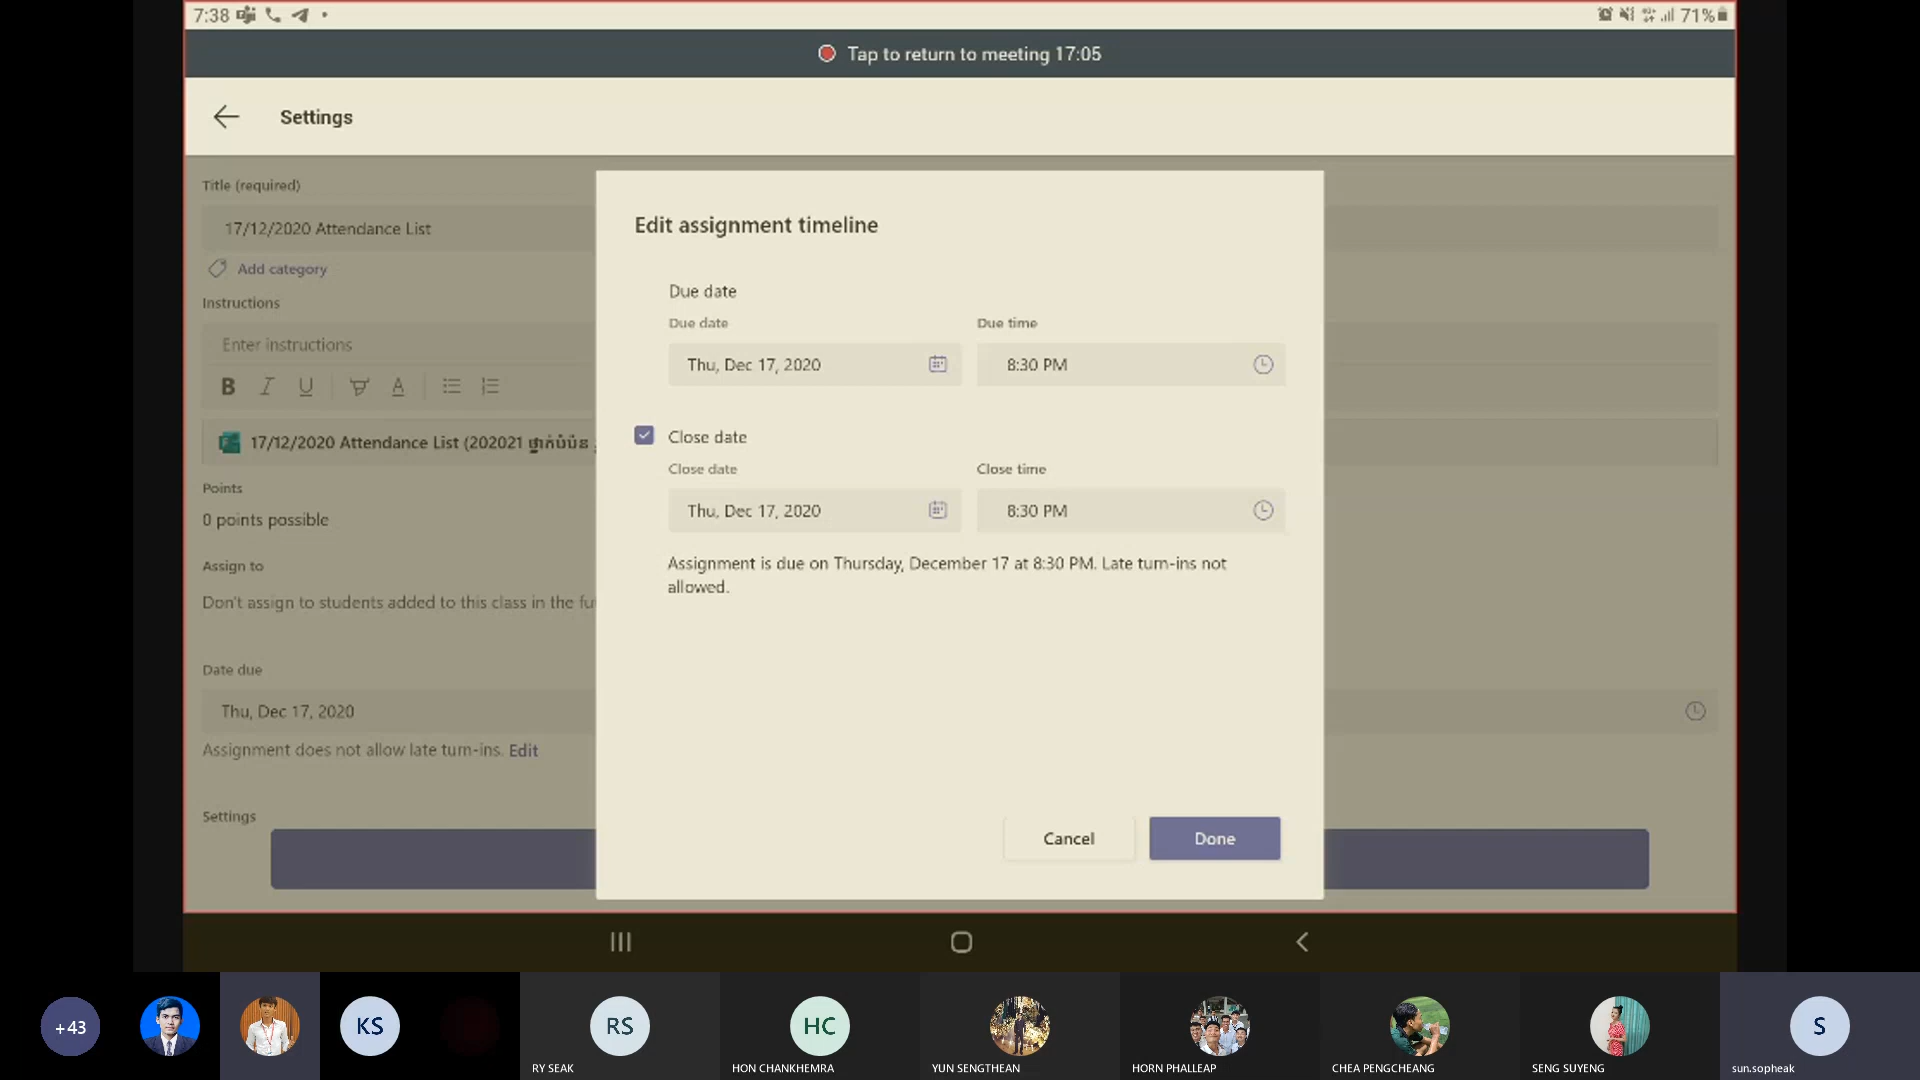 7:38
71%
Tap to return to meeting 17:05
Settings
Title (required)
17/12/2020 Attendance List
Add category
Instructions
Enter instructions
B I U A
17/12/2020 Attendance List (202021 ថ្នាក់បំប៉ន
Points
0 points possible
Assign to
Don't assign to students added to this class in the fu
Date due
Thu, Dec 17, 2020
Assignment does not allow late turn-ins. Edit
Settings
Edit assignment timeline
Due date
Due date Due time
Thu, Dec 17, 2020 8:30 PM
Close date
Close date Close time
Thu, Dec 17, 2020 8:30 PM
Assignment is due on Thursday, December 17 at 8:30 PM. Late turn-ins not
allowed.
Cancel Done
+43 KS RS HC S
RY SEAK HON CHANKHEMRA YUN SENGTHEAN HORN PHALLEAP CHEA PENGCHEANG SENG SUYENG sun.sopheak